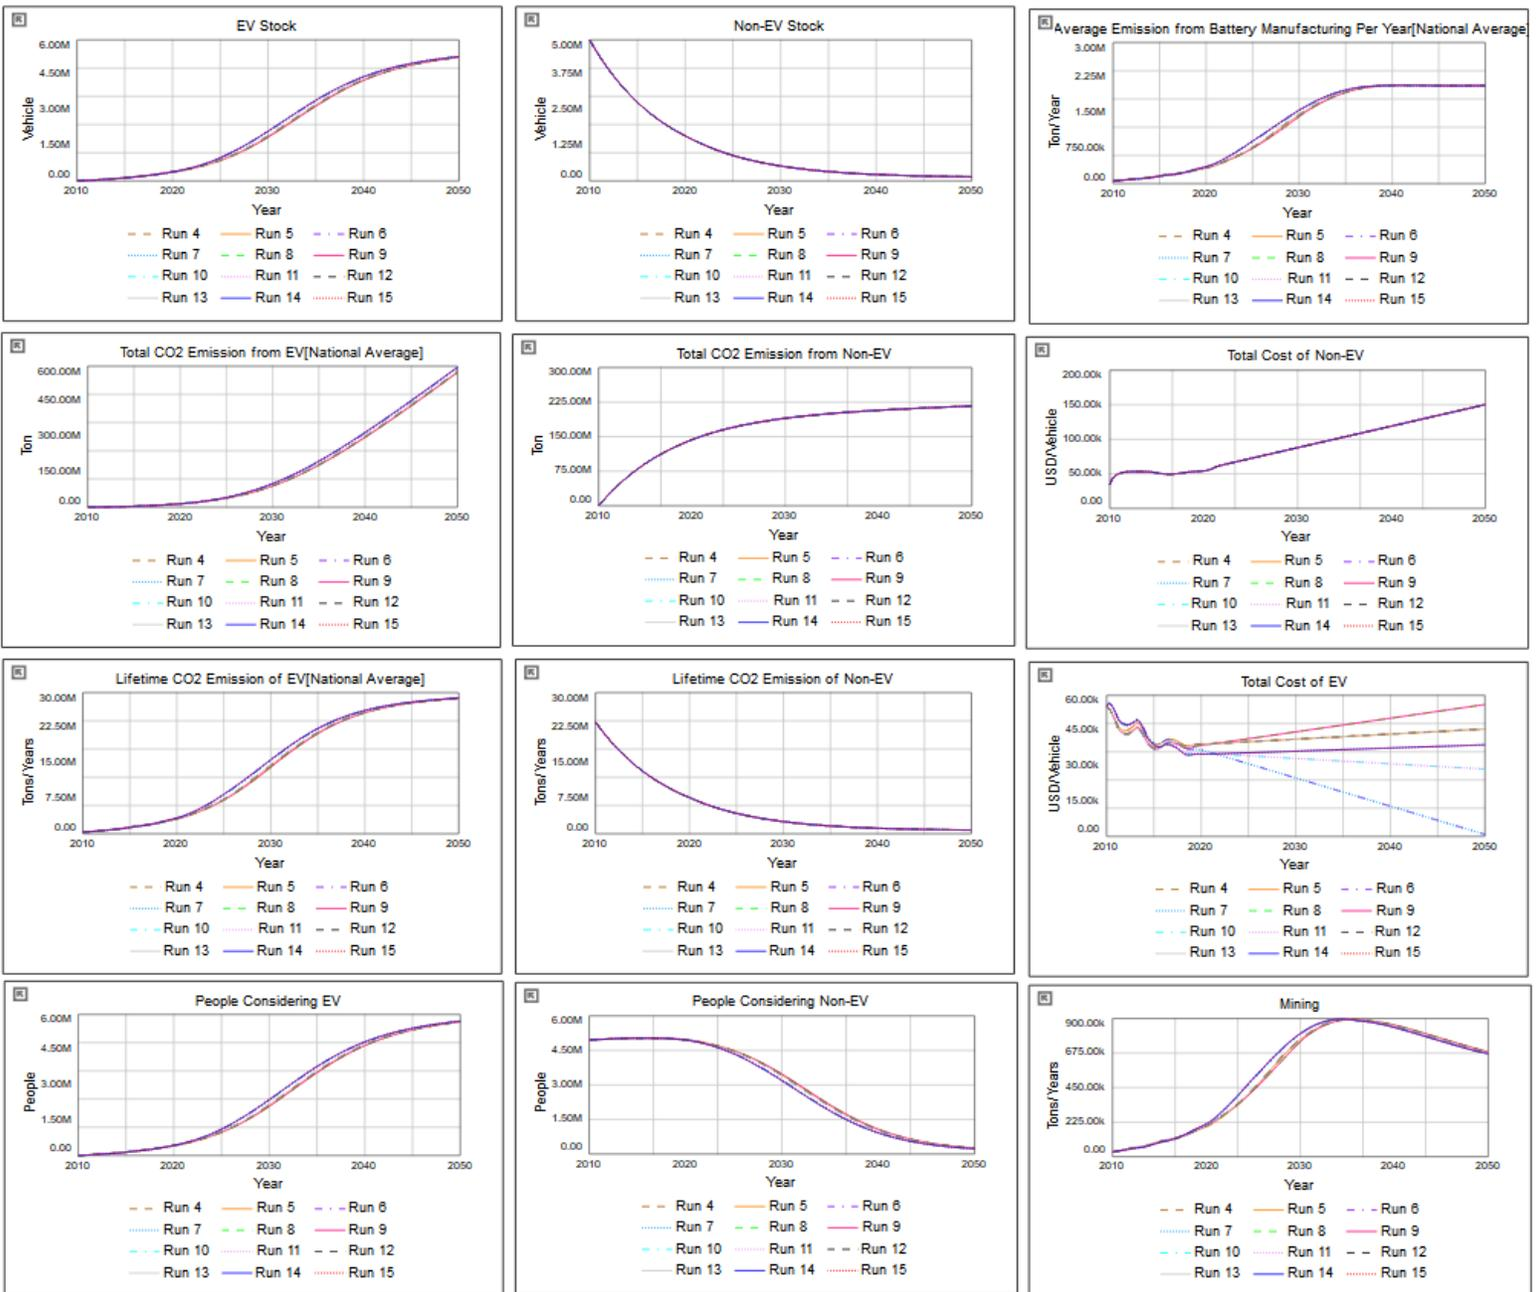 EV Stock
6.00M
4.50M
3.00M
1.50M
0.00
Vehicle
2010 2020 2030 2040 2050
Year
Run 4 Run 5 Run 6
Run 7 Run 8 Run 9
Run 10 Run 11 Run 12
Run 13 Run 14 Run 15
Non-EV Stock
5.00M
3.75M
2.50M
1.25M
0.00
Vehicle
2010 2020 2030 2040 2050
Year
Run 4 Run 5 Run 6
Run 7 Run 8 Run 9
Run 10 Run 11 Run 12
Run 13 Run 14 Run 15
Average Emission from Battery Manufacturing Per Year[National Average]
3.00M
2.25M
1.50M
750.00k
0.00
Ton/Year
2010 2020 2030 2040 2050
Year
Run 4 Run 5 Run 6
Run 7 Run 8 Run 9
Run 10 Run 11 Run 12
Run 13 Run 14 Run 15
Total CO2 Emission from EV[National Average]
600.00M
450.00M
300.00M
150.00M
0.00
Ton
2010 2020 2030 2040 2050
Year
Run 4 Run 5 Run 6
Run 7 Run 8 Run 9
Run 10 Run 11 Run 12
Run 13 Run 14 Run 15
Total CO2 Emission from Non-EV
300.00M
225.00M
150.00M
75.00M
0.00
Ton
2010 2020 2030 2040 2050
Year
Run 4 Run 5 Run 6
Run 7 Run 8 Run 9
Run 10 Run 11 Run 12
Run 13 Run 14 Run 15
Total Cost of Non-EV
200.00k
150.00k
100.00k
50.00k
0.00
USD/Vehicle
2010 2020 2030 2040 2050
Year
Run 4 Run 5 Run 6
Run 7 Run 8 Run 9
Run 10 Run 11 Run 12
Run 13 Run 14 Run 15
Lifetime CO2 Emission of EV[National Average]
30.00M
22.50M
15.00M
7.50M
0.00
Tons/Years
2010 2020 2030 2040 2050
Year
Run 4 Run 5 Run 6
Run 7 Run 8 Run 9
Run 10 Run 11 Run 12
Run 13 Run 14 Run 15
Lifetime CO2 Emission of Non-EV
30.00M
22.50M
15.00M
7.50M
0.00
Tons/Years
2010 2020 2030 2040 2050
Year
Run 4 Run 5 Run 6
Run 7 Run 8 Run 9
Run 10 Run 11 Run 12
Run 13 Run 14 Run 15
Total Cost of EV
60.00k
45.00k
30.00k
15.00k
0.00
USD/Vehicle
2010 2020 2030 2040 2050
Year
Run 4 Run 5 Run 6
Run 7 Run 8 Run 9
Run 10 Run 11 Run 12
Run 13 Run 14 Run 15
People Considering EV
6.00M
4.50M
3.00M
1.50M
0.00
People
2010 2020 2030 2040 2050
Year
Run 4 Run 5 Run 6
Run 7 Run 8 Run 9
Run 10 Run 11 Run 12
Run 13 Run 14 Run 15
People Considering Non-EV
6.00M
4.50M
3.00M
1.50M
0.00
People
2010 2020 2030 2040 2050
Year
Run 4 Run 5 Run 6
Run 7 Run 8 Run 9
Run 10 Run 11 Run 12
Run 13 Run 14 Run 15
Mining
900.00k
675.00k
450.00k
225.00k
0.00
Tons/Years
2010 2020 2030 2040 2050
Year
Run 4 Run 5 Run 6
Run 7 Run 8 Run 9
Run 10 Run 11 Run 12
Run 13 Run 14 Run 15